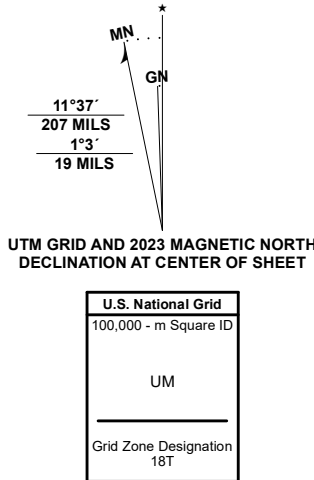 ★
MN
GN
11°37´
207 MILS
1°3´
19 MILS
UTM GRID AND 2023 MAGNETIC NORTH
DECLINATION AT CENTER OF SHEET
U.S. National Grid
100,000 - m Square ID
UM
Grid Zone Designation
18T